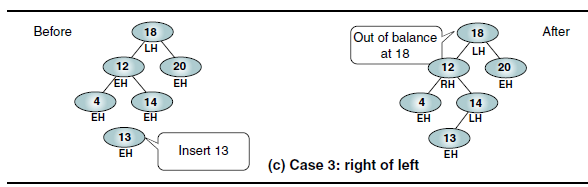 Before
18
LH
12
EH
20
EH
4
EH
14
EH
13
EH
Insert 13
Out of balance
at 18
18
LH
After
12
RH
20
EH
4
EH
14
LH
13
EH
(c) Case 3: right of left